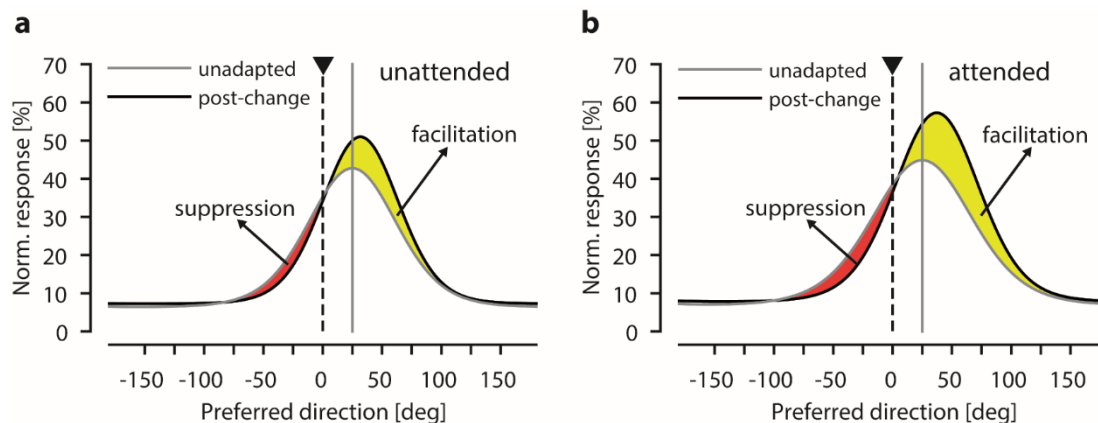 a
70
60
50
40
30
20
10
0
Norm. response [%]
unadapted
post-change
unattended
facilitation
suppression
-150 -100 -50 0 50 100 150
Preferred direction [deg]
b
70
60
50
40
30
20
10
0
Norm. response [%]
unadapted
post-change
attended
facilitation
suppression
-150 -100 -50 0 50 100 150
Preferred direction [deg]